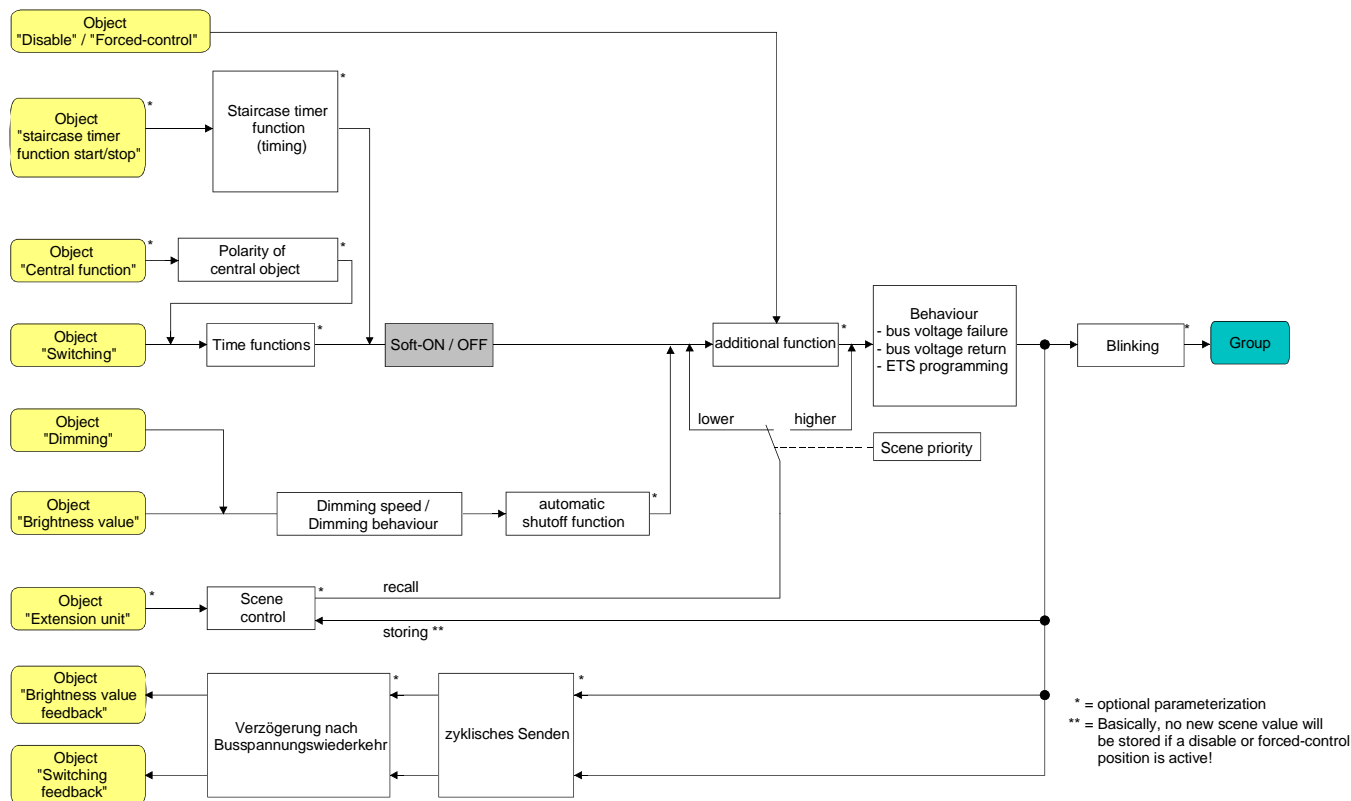 Object
"Disable" / "Forced-control"
*
Object
"staircase timer
function start/stop"
*
Staircase timer
function
(timing)
*
Object
"Central function"
*
Polarity of
central object
*
Object
"Switching"
Time functions
*
Soft-ON / OFF
additional function
*
Behaviour
- bus voltage failure
- bus voltage return
- ETS programming
Blinking
*
Group
lower
higher
Scene priority
Object
"Dimming"
Object
"Brightness value"
Dimming speed /
Dimming behaviour
automatic
shutoff function
*
Object
"Extension unit"
*
Scene
control
*
recall
storing **
Object
"Brightness value
feedback"
Object
"Switching
feedback"
Verzögerung nach
Busspannungswiederkehr
*
zyklisches Senden
*
* = optional parameterization
** = Basically, no new scene value will
be stored if a disable or forced-control
position is active!